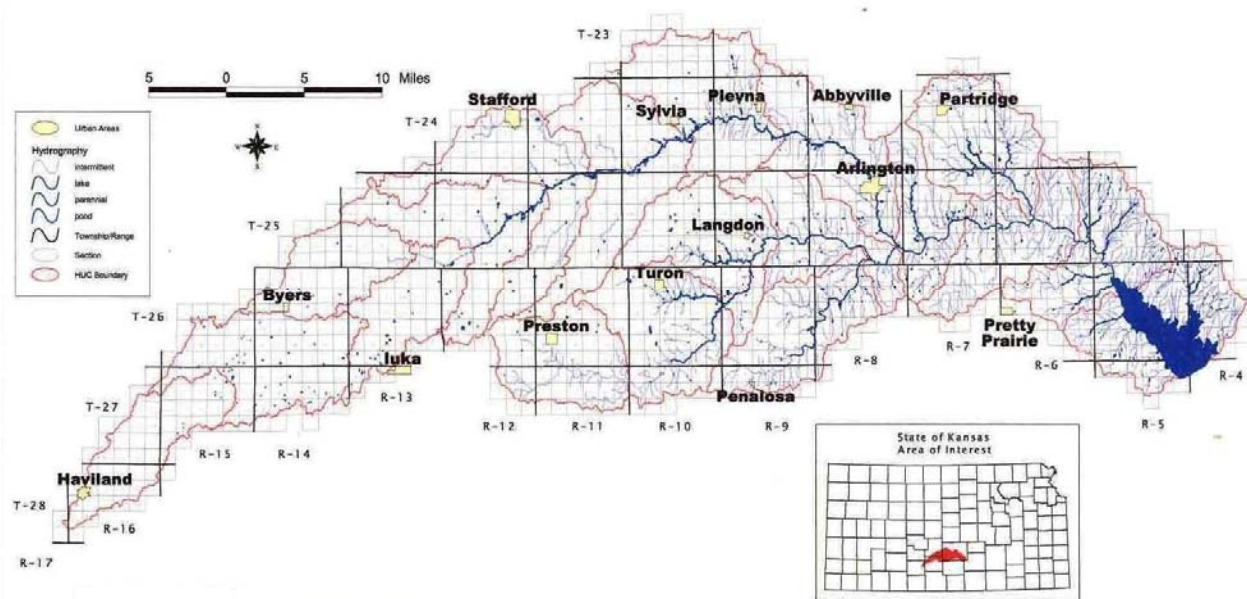 T-23
5 0 5 10 Miles
Stafford
Sylvia
Plevna
Abbyville
Partridge
Urban Areas
Hydrography
intermittent
lake
parennial
pond
Township/Range
Section
HUC Boundary
T-24
Arlington
T-25
Langdon
Turon
Byers
T-26
Preston
Iuka
Pretty
Prairie
R-8
R-7
R-6
R-4
R-13
Penalosa
T-27
R-12
R-11
R-10
R-9
R-5
R-15
R-14
State of Kansas
Area of Interest
Haviland
T-28
R-16
R-17